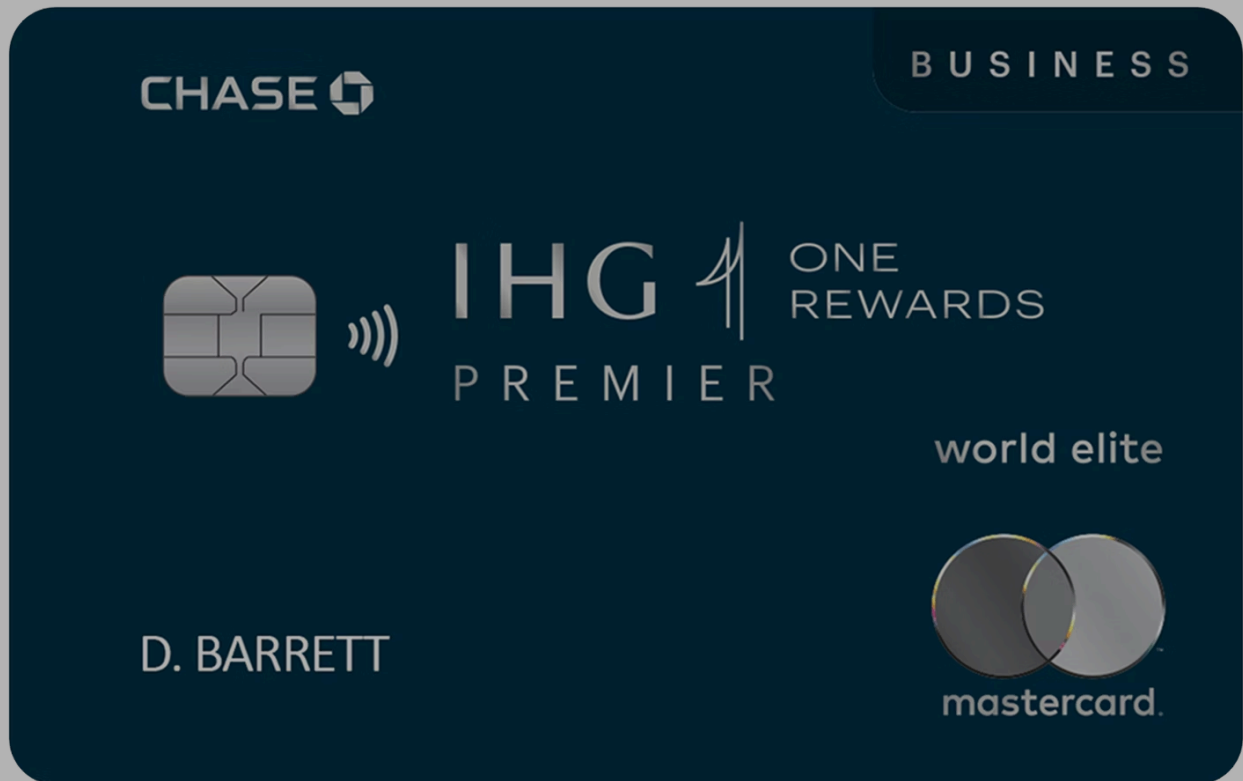 CHASE
BUSINESS
IHG ONE REWARDS
PREMIER
world elite
D. BARRETT
mastercard.